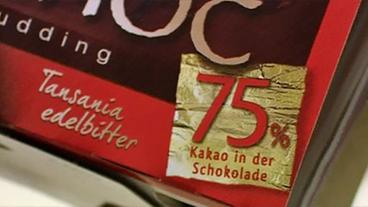 udding
Tansania
edelbitter
75%
Kakao in der
Schokolade